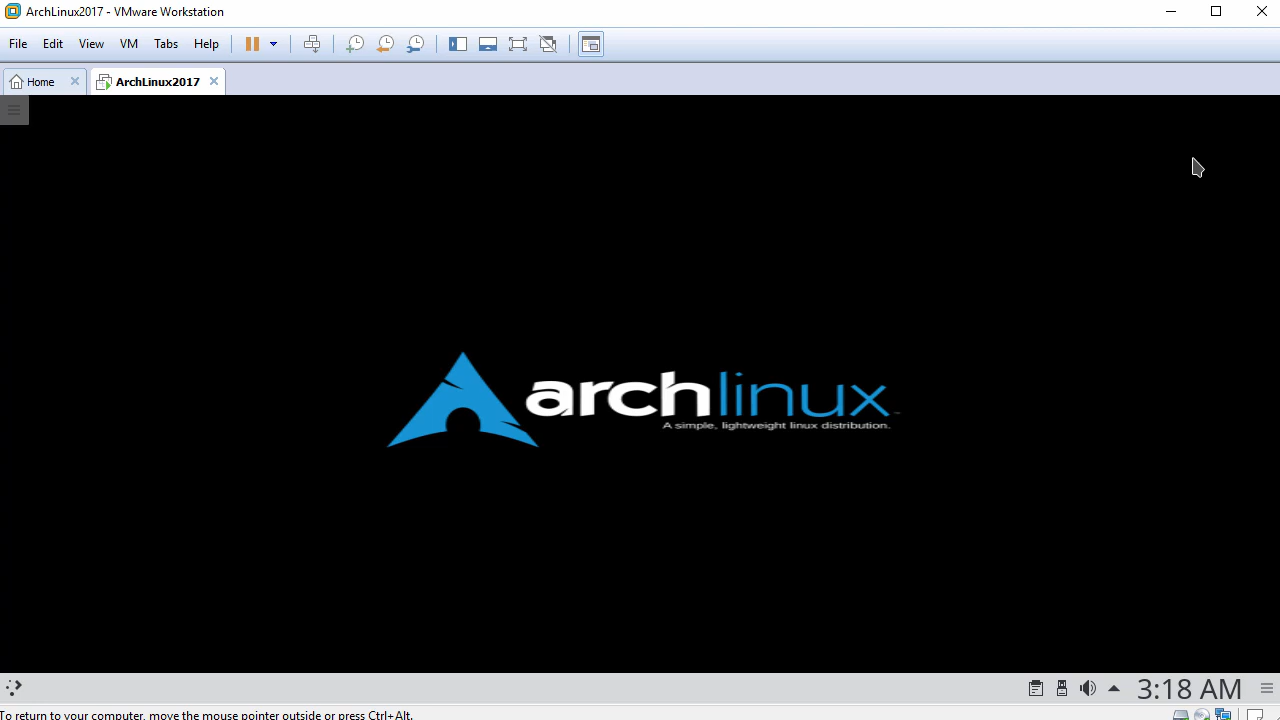 ArchLinux2017 - VMware Workstation
File Edit View VM Tabs Help
Home ArchLinux2017
archlinux™
A simple, lightweight linux distribution.
3:18 AM
To return to your computer, move the mouse pointer outside or press Ctrl+Alt.